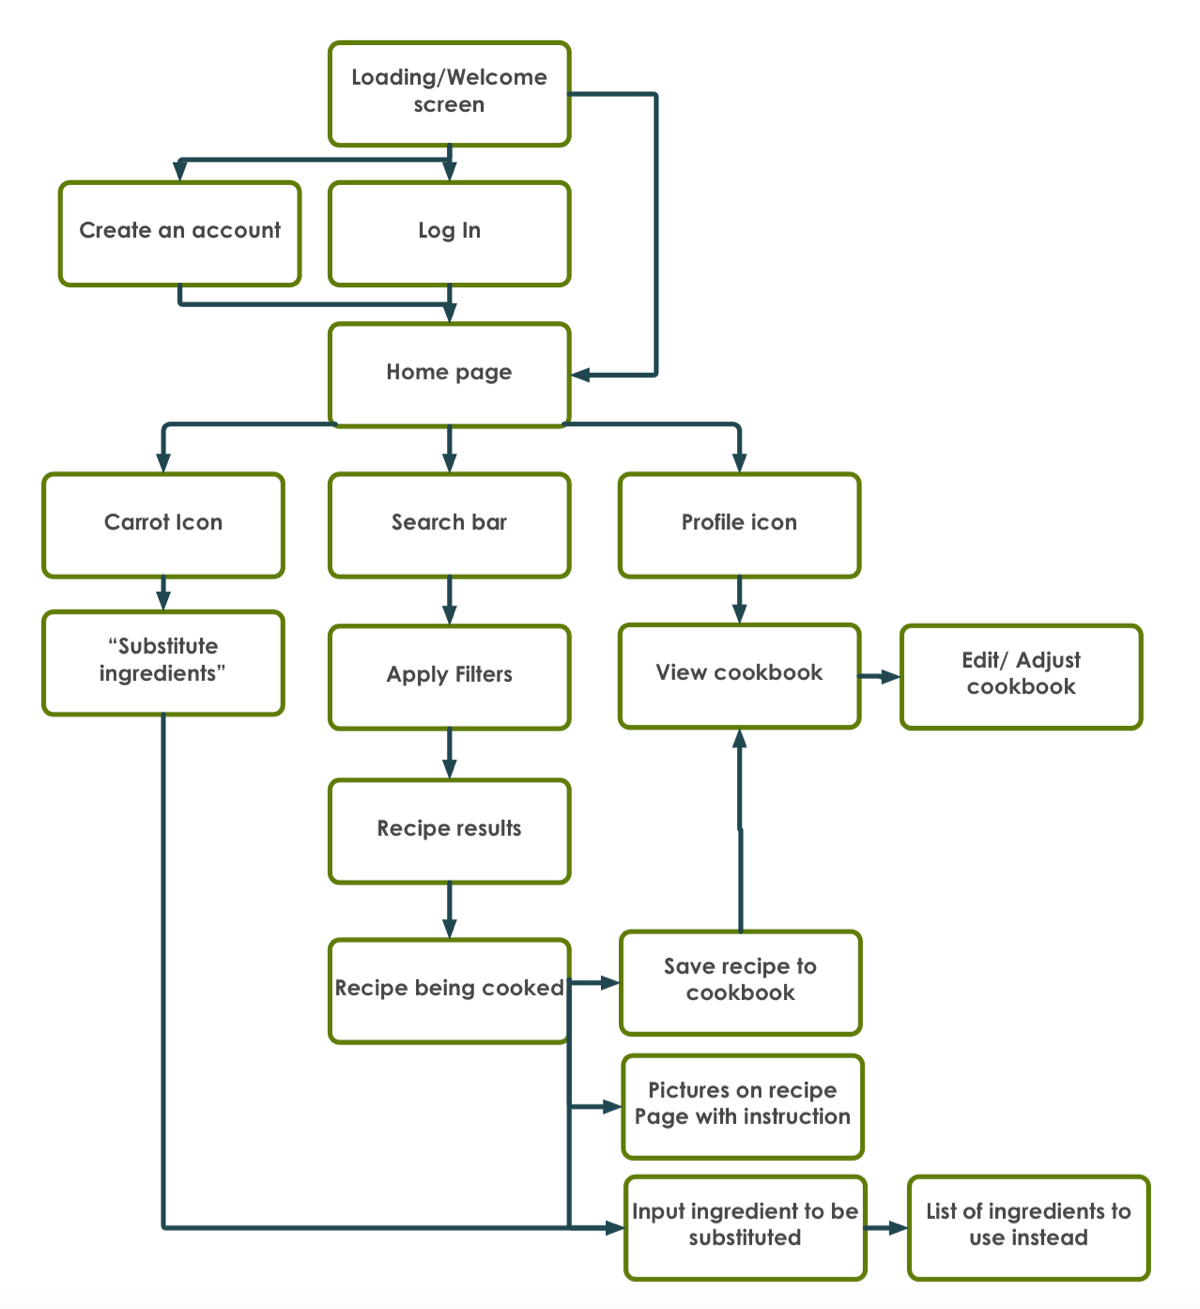 Loading/Welcome
screen
Create an account
Log In
Home page
Carrot Icon
Search bar
Profile icon
“Substitute
ingredients”
Apply Filters
View cookbook
Edit/ Adjust
cookbook
Recipe results
Recipe being cooked
Save recipe to
cookbook
Pictures on recipe
Page with instruction
Input ingredient to be
substituted
List of ingredients to
use instead